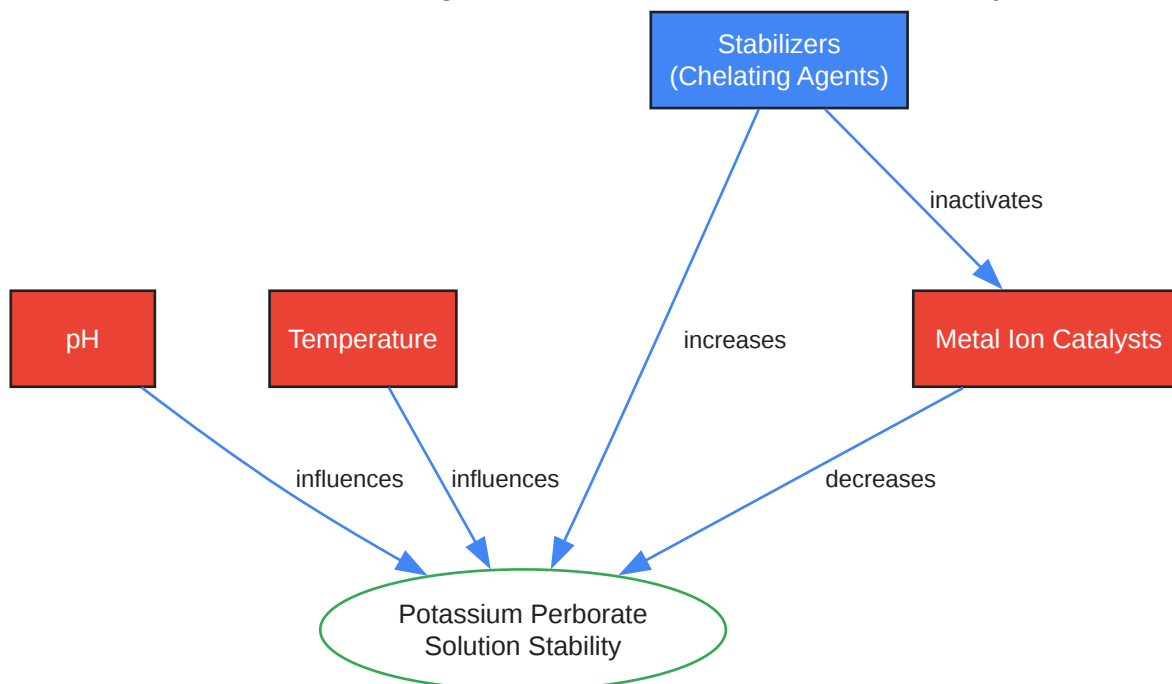 Stabilizers
(Chelating Agents)
inactivates
pH
Temperature
increases
Metal Ion Catalysts
influences
influences
decreases
Potassium Perborate
Solution Stability